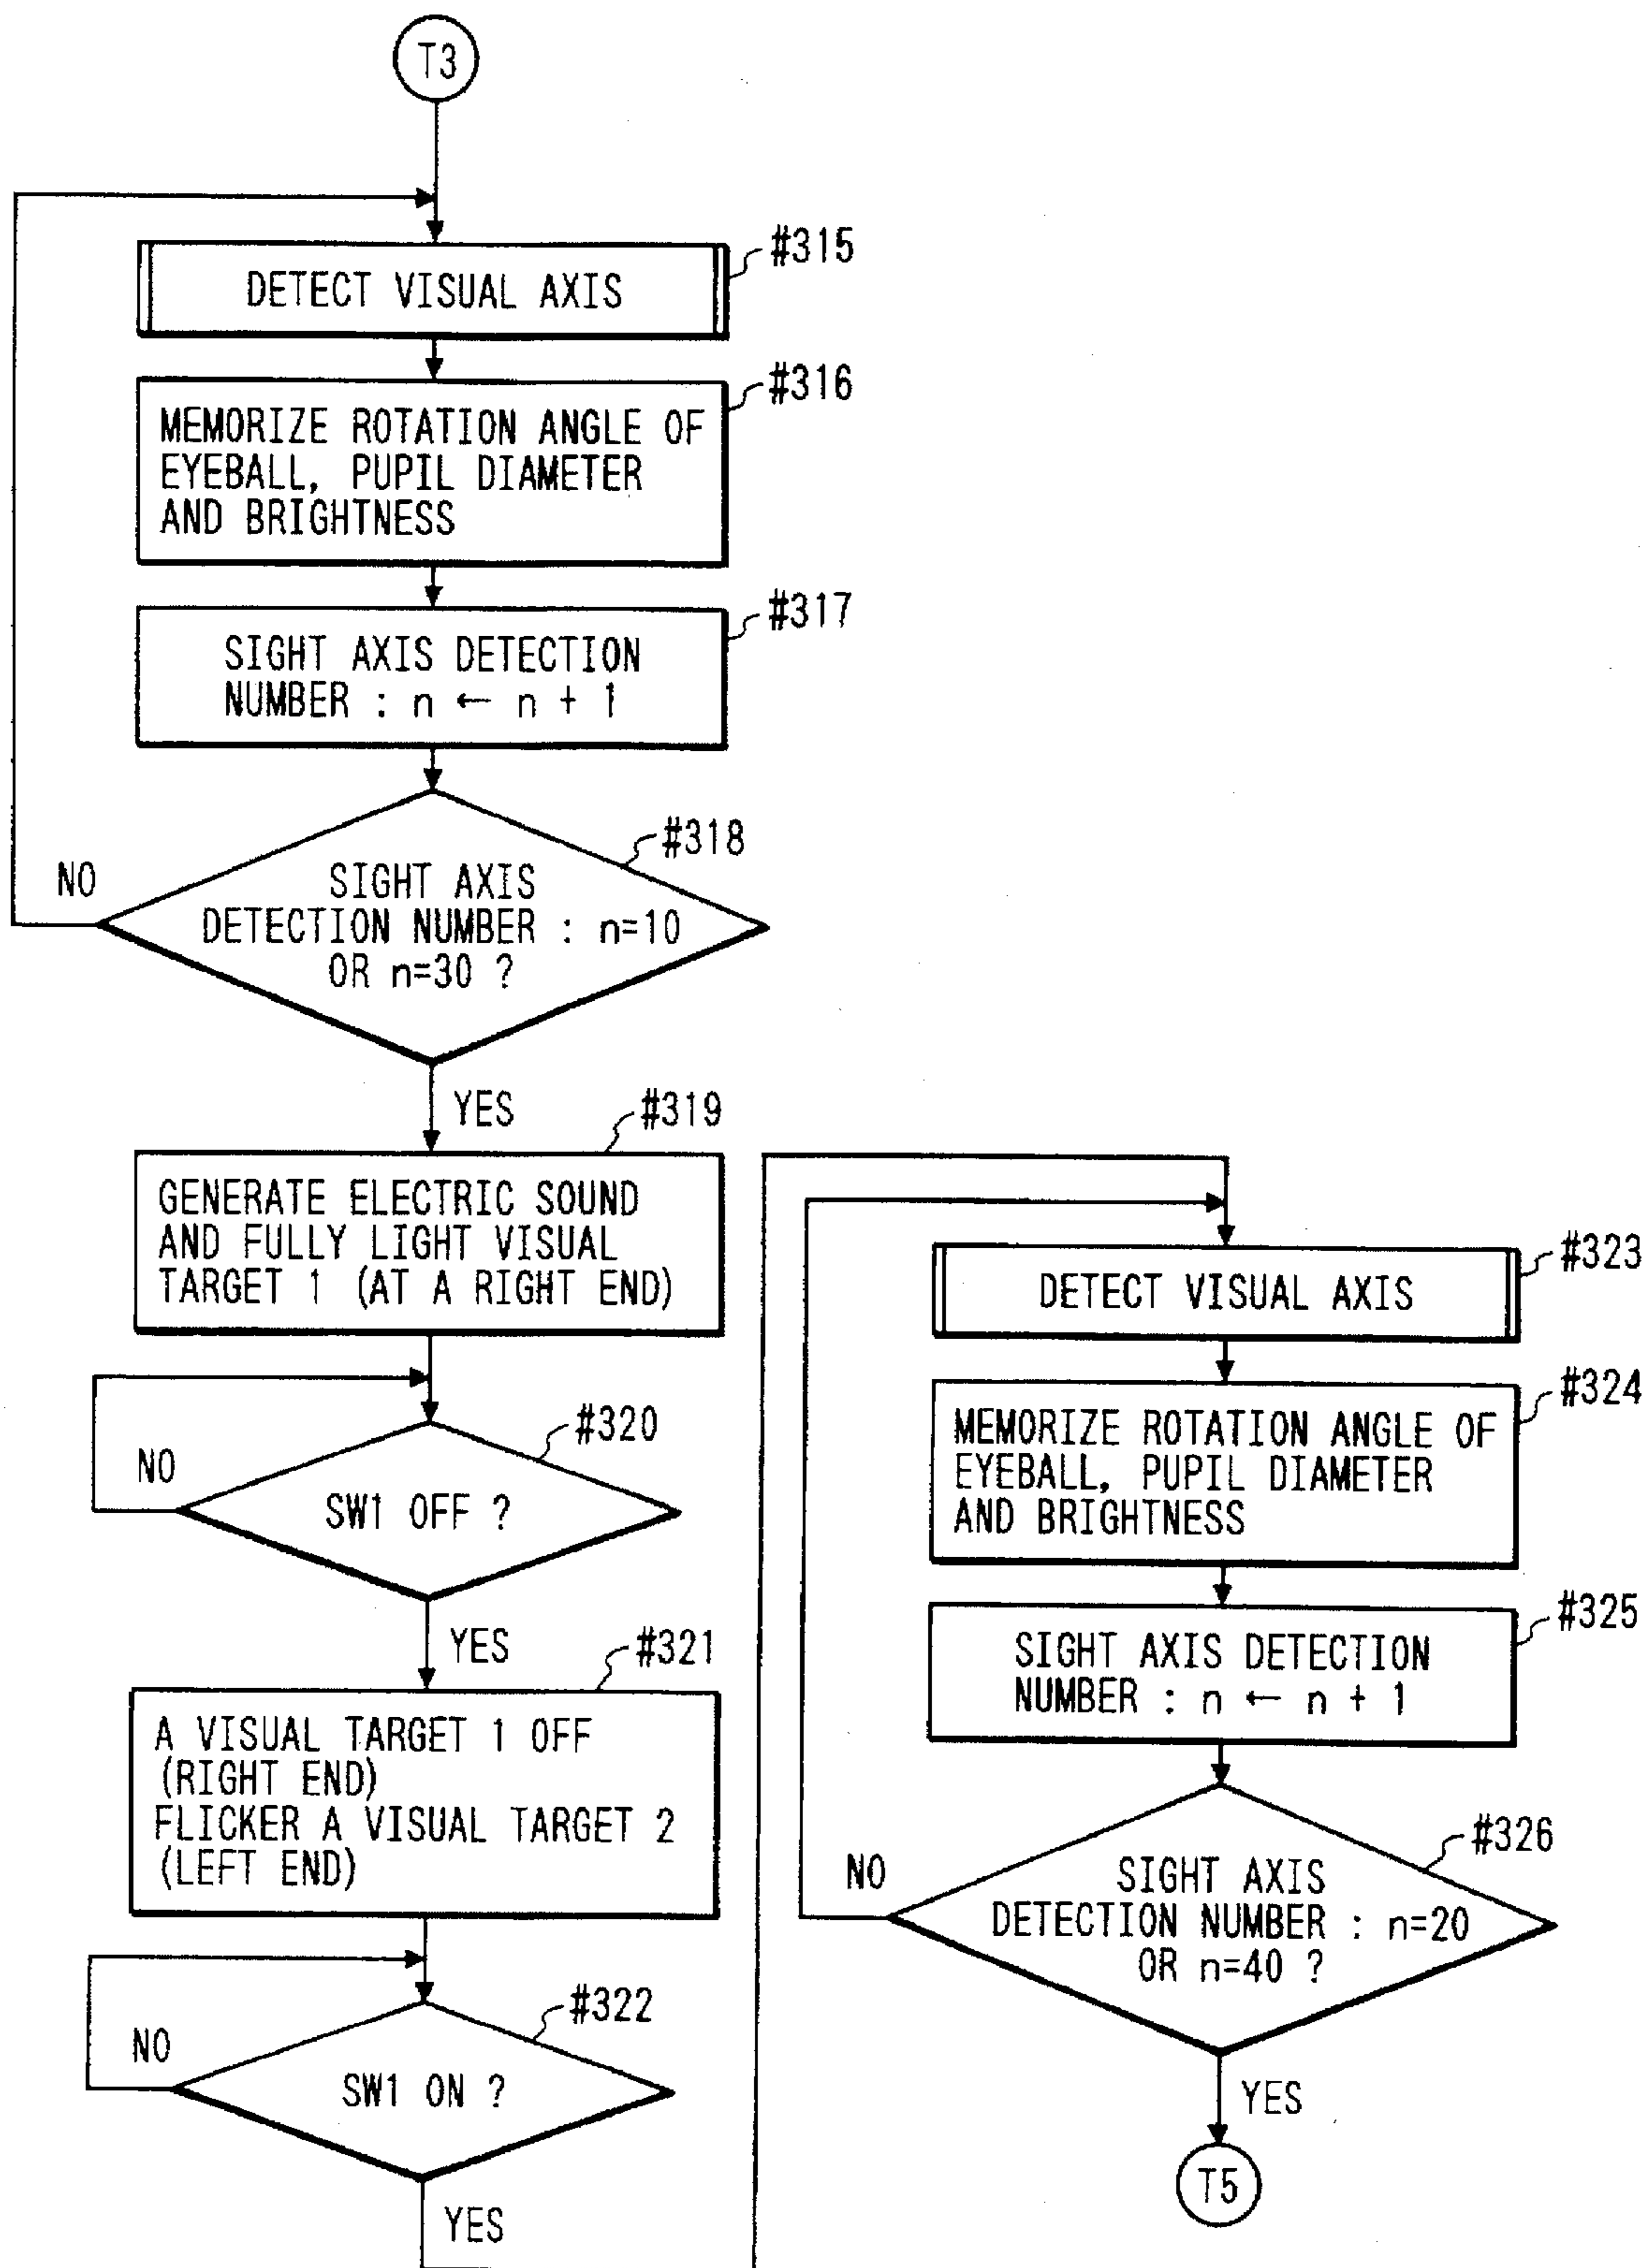 T3
#315
DETECT VISUAL AXIS
#316
MEMORIZE ROTATION ANGLE OF
EYEBALL, PUPIL DIAMETER
AND BRIGHTNESS
#317
SIGHT AXIS DETECTION
NUMBER : n ← n + 1
#318
NO
SIGHT AXIS
DETECTION NUMBER : n=10
OR n=30 ?
YES
#319
GENERATE ELECTRIC SOUND
AND FULLY LIGHT VISUAL
TARGET 1 (AT A RIGHT END)
#320
NO
SW1 OFF ?
YES
#321
A VISUAL TARGET 1 OFF
(RIGHT END)
FLICKER A VISUAL TARGET 2
(LEFT END)
#322
NO
SW1 ON ?
YES
#323
DETECT VISUAL AXIS
#324
MEMORIZE ROTATION ANGLE OF
EYEBALL, PUPIL DIAMETER
AND BRIGHTNESS
#325
SIGHT AXIS DETECTION
NUMBER : n ← n + 1
#326
NO
SIGHT AXIS
DETECTION NUMBER : n=20
OR n=40 ?
YES
T5